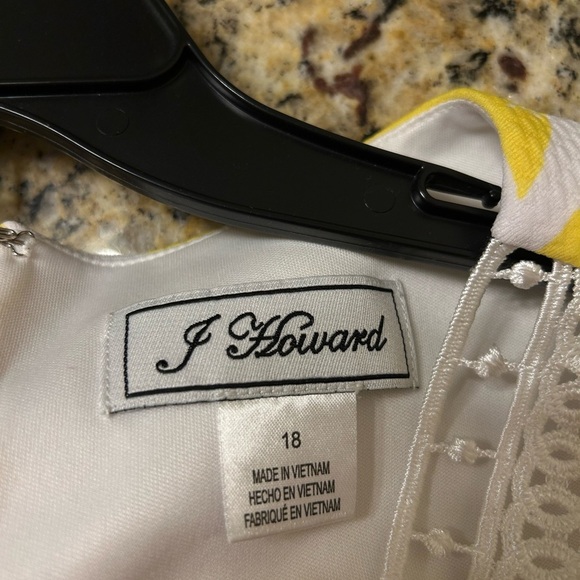 J Howard
18
MADE IN VIETNAM
HECHO EN VIETNAM
FABRIQUÉ EN VIETNAM